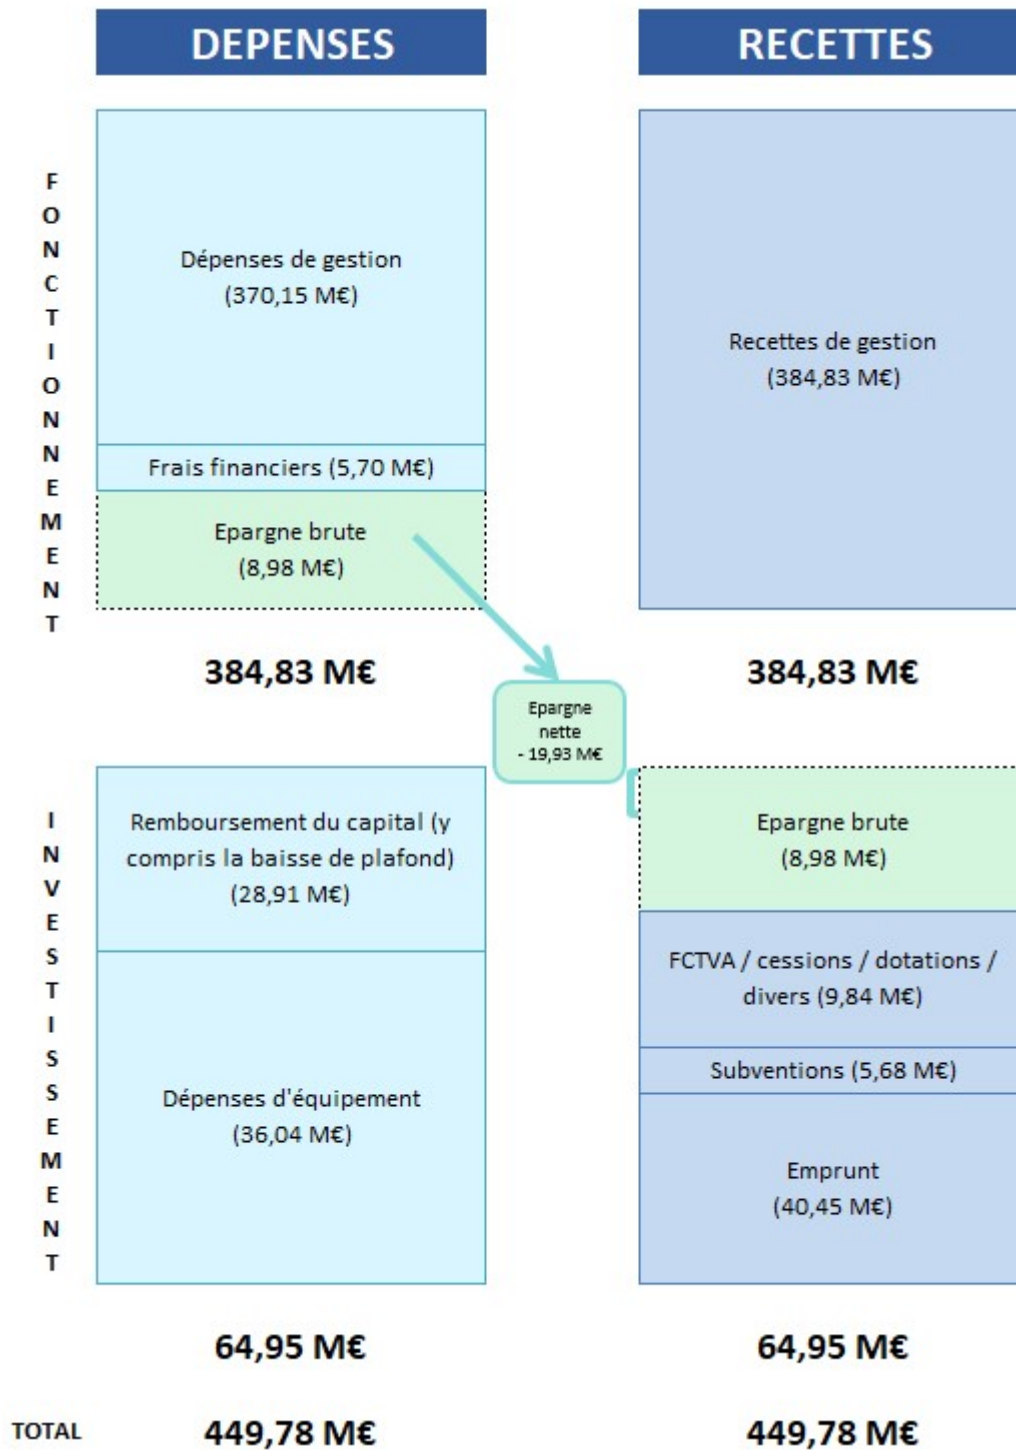 DEPENSES
RECETTES
FONCTIONNEMENT
Dépenses de gestion
(370,15 M€)
Frais financiers (5,70 M€)
Epargne brute
(8,98 M€)
384,83 M€
Recettes de gestion
(384,83 M€)
384,83 M€
Epargne
nette
- 19,93 M€
INVESTISSEMENT
Remboursement du capital (y
compris la baisse de plafond)
(28,91 M€)
Dépenses d'équipement
(36,04 M€)
64,95 M€
Epargne brute
(8,98 M€)
FCTVA / cessions / dotations /
divers (9,84 M€)
Subventions (5,68 M€)
Emprunt
(40,45 M€)
64,95 M€
TOTAL
449,78 M€
449,78 M€